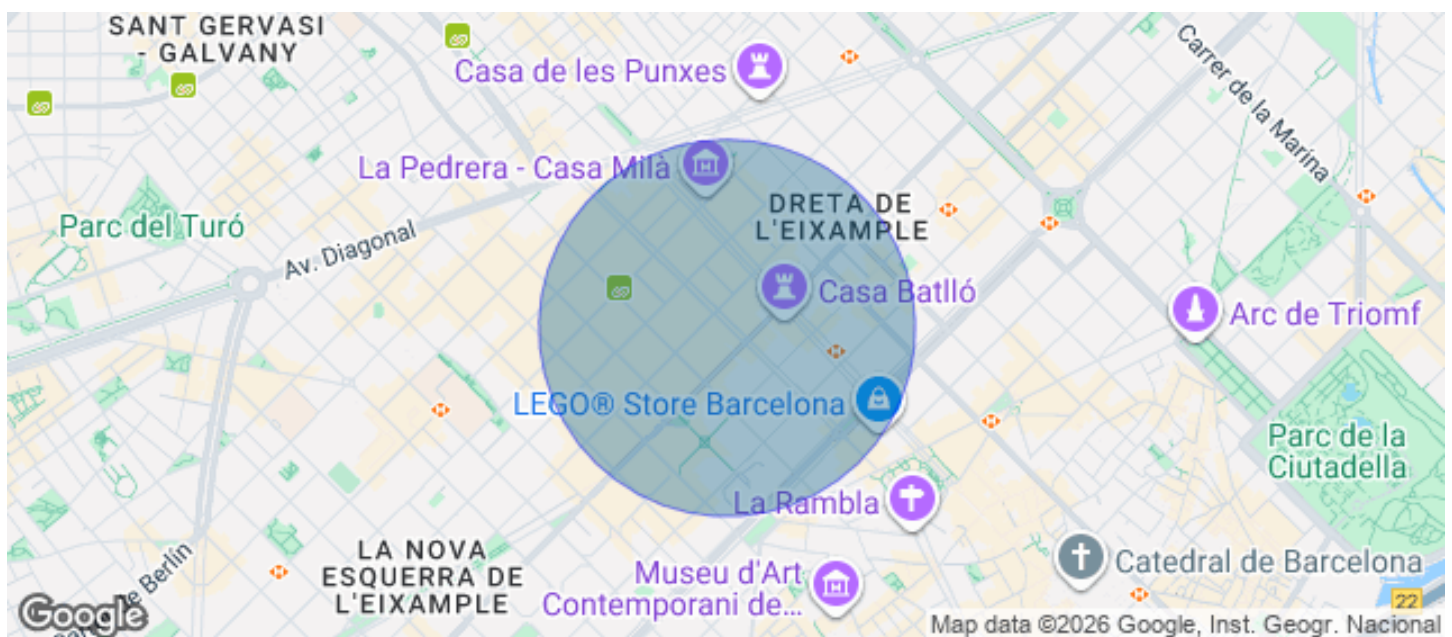 SANT GERVASI
- GALVANY
Casa de les Punxes
Carrer de la Marina
La Pedrera - Casa Milà
DRETA DE
L'EIXAMPLE
Parc del Turó
Av. Diagonal
Casa Batlló
Arc de Triomf
LEGO® Store Barcelona
Parc de la
Ciutadella
La Rambla
LA NOVA
ESQUERRA DE
L'EIXAMPLE
Museu d'Art
Contemporani de...
Catedral de Barcelona
de Berlín
22
Google
Map data ©2026 Google, Inst. Geogr. Nacional